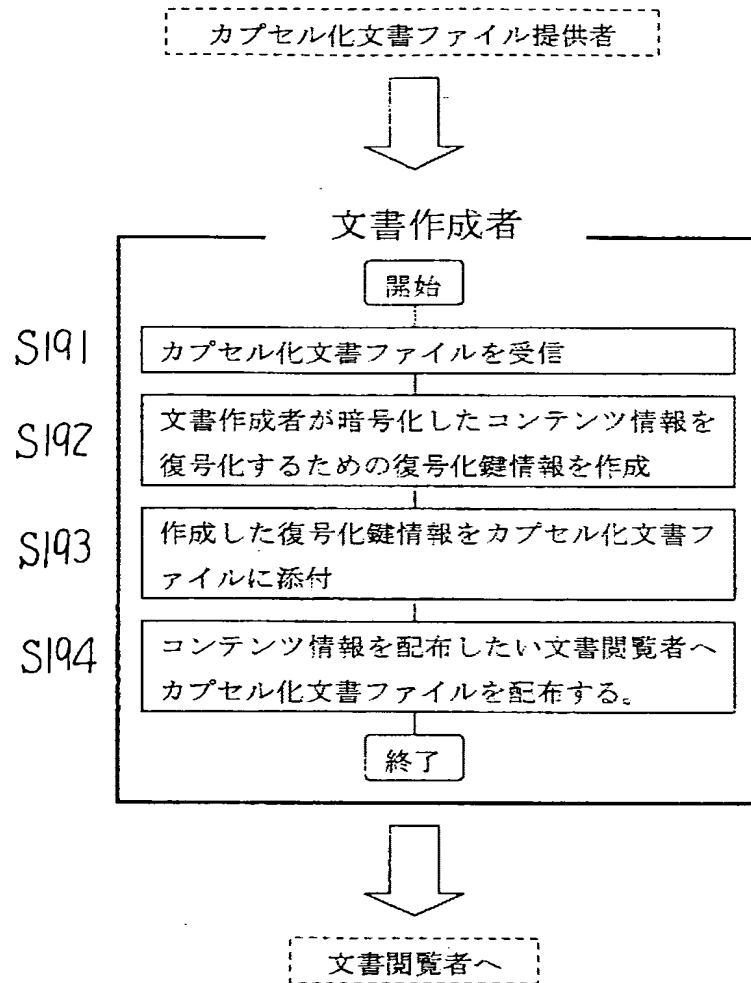 カプセル化文書ファイル提供者
文書作成者
開始
S191
カプセル化文書ファイルを受信
S192
文書作成者が暗号化したコンテンツ情報を
復号化するための復号化鍵情報を作成
S193
作成した復号化鍵情報をカプセル化文書フ
ァイルに添付
S194
コンテンツ情報を配布したい文書閲覧者へ
カプセル化文書ファイルを配布する。
終了
文書閲覧者へ